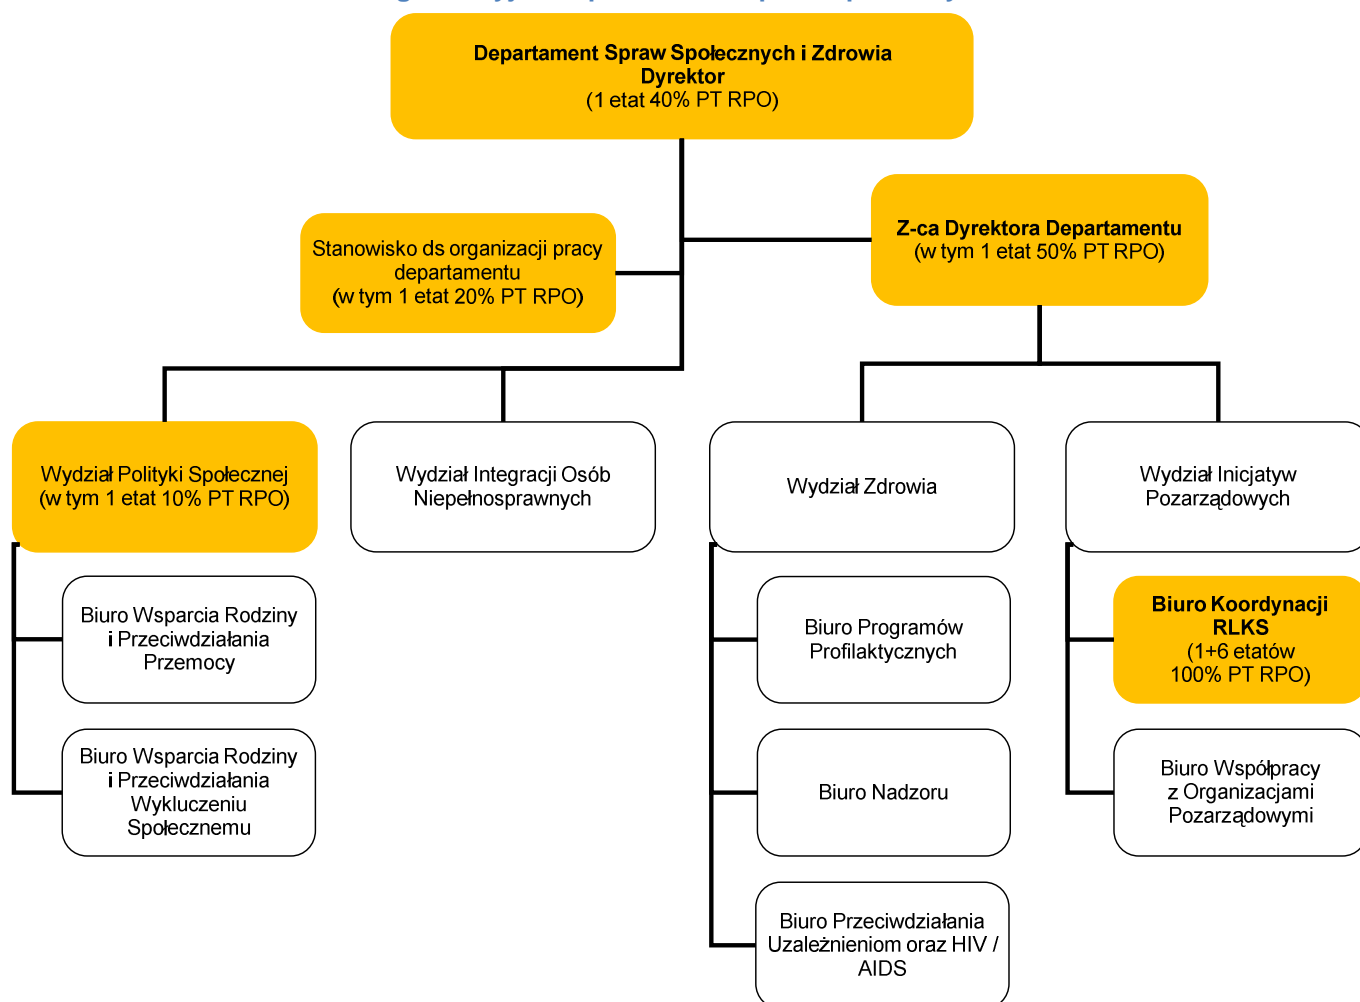 Departament Spraw Społecznych i Zdrowia
Dyrektor
(1 etat 40% PT RPO)
Z-ca Dyrektora Departamentu
(w tym 1 etat 50% PT RPO)
Stanowisko ds organizacji pracy
departamentu
(w tym 1 etat 20% PT RPO)
Wydział Polityki Społecznej
(w tym 1 etat 10% PT RPO)
Wydział Integracji Osób
Niepełnosprawnych
Wydział Zdrowia
Wydział Inicjatyw
Pozarządowych
Biuro Wsparcia Rodziny
i Przeciwdziałania
Przemocy
Biuro Programów
Profilaktycznych
Biuro Koordynacji
RLKS
(1+6 etatów
100% PT RPO)
Biuro Wsparcia Rodziny
i Przeciwdziałania
Wykluczeniu
Społecznemu
Biuro Nadzoru
Biuro Współpracy
z Organizacjami
Pozarządowymi
Biuro Przeciwdziałania
Uzależnieniom oraz HIV /
AIDS